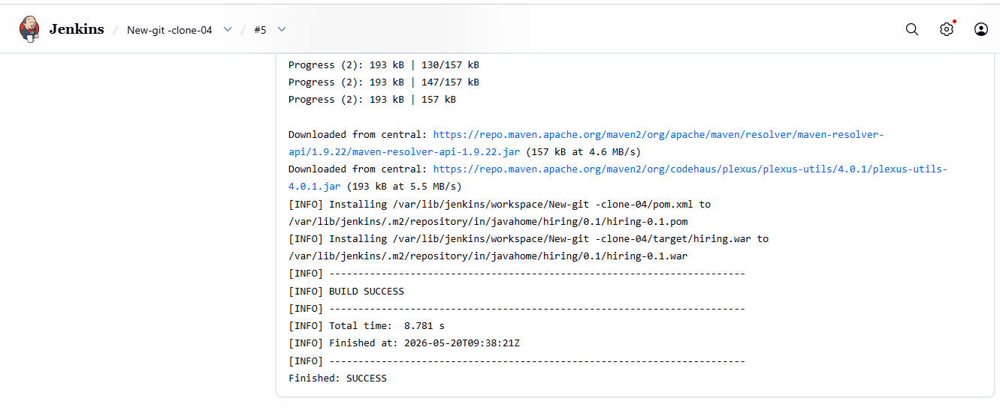 Jenkins / New-git -clone-04 / #5
Progress (2): 193 kB | 130/157 kB
Progress (2): 193 kB | 147/157 kB
Progress (2): 193 kB | 157 kB
Downloaded from central: https://repo.maven.apache.org/maven2/org/apache/maven/resolver/maven-resolver-
api/1.9.22/maven-resolver-api-1.9.22.jar (157 kB at 4.6 MB/s)
Downloaded from central: https://repo.maven.apache.org/maven2/org/codehaus/plexus/plexus-utils/4.0.1/plexus-utils-
4.0.1.jar (193 kB at 5.5 MB/s)
[INFO] Installing /var/lib/jenkins/workspace/New-git -clone-04/pom.xml to
/var/lib/jenkins/.m2/repository/in/javahome/hiring/0.1/hiring-0.1.pom
[INFO] Installing /var/lib/jenkins/workspace/New-git -clone-04/target/hiring.war to
/var/lib/jenkins/.m2/repository/in/javahome/hiring/0.1/hiring-0.1.war
[INFO] ------------------------------------------------------------------------
[INFO] BUILD SUCCESS
[INFO] ------------------------------------------------------------------------
[INFO] Total time:  8.781 s
[INFO] Finished at: 2026-05-20T09:38:21Z
[INFO] ------------------------------------------------------------------------
Finished: SUCCESS